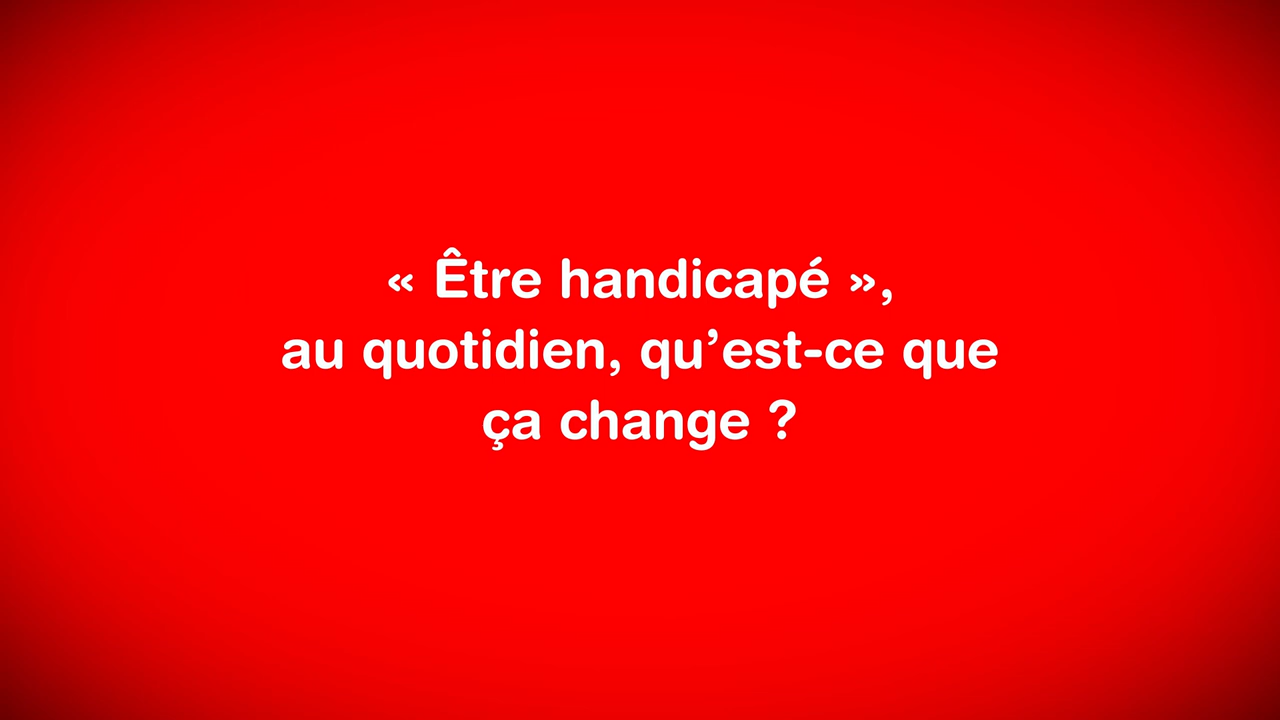 « Être handicapé »,
au quotidien, qu’est-ce que
ça change ?